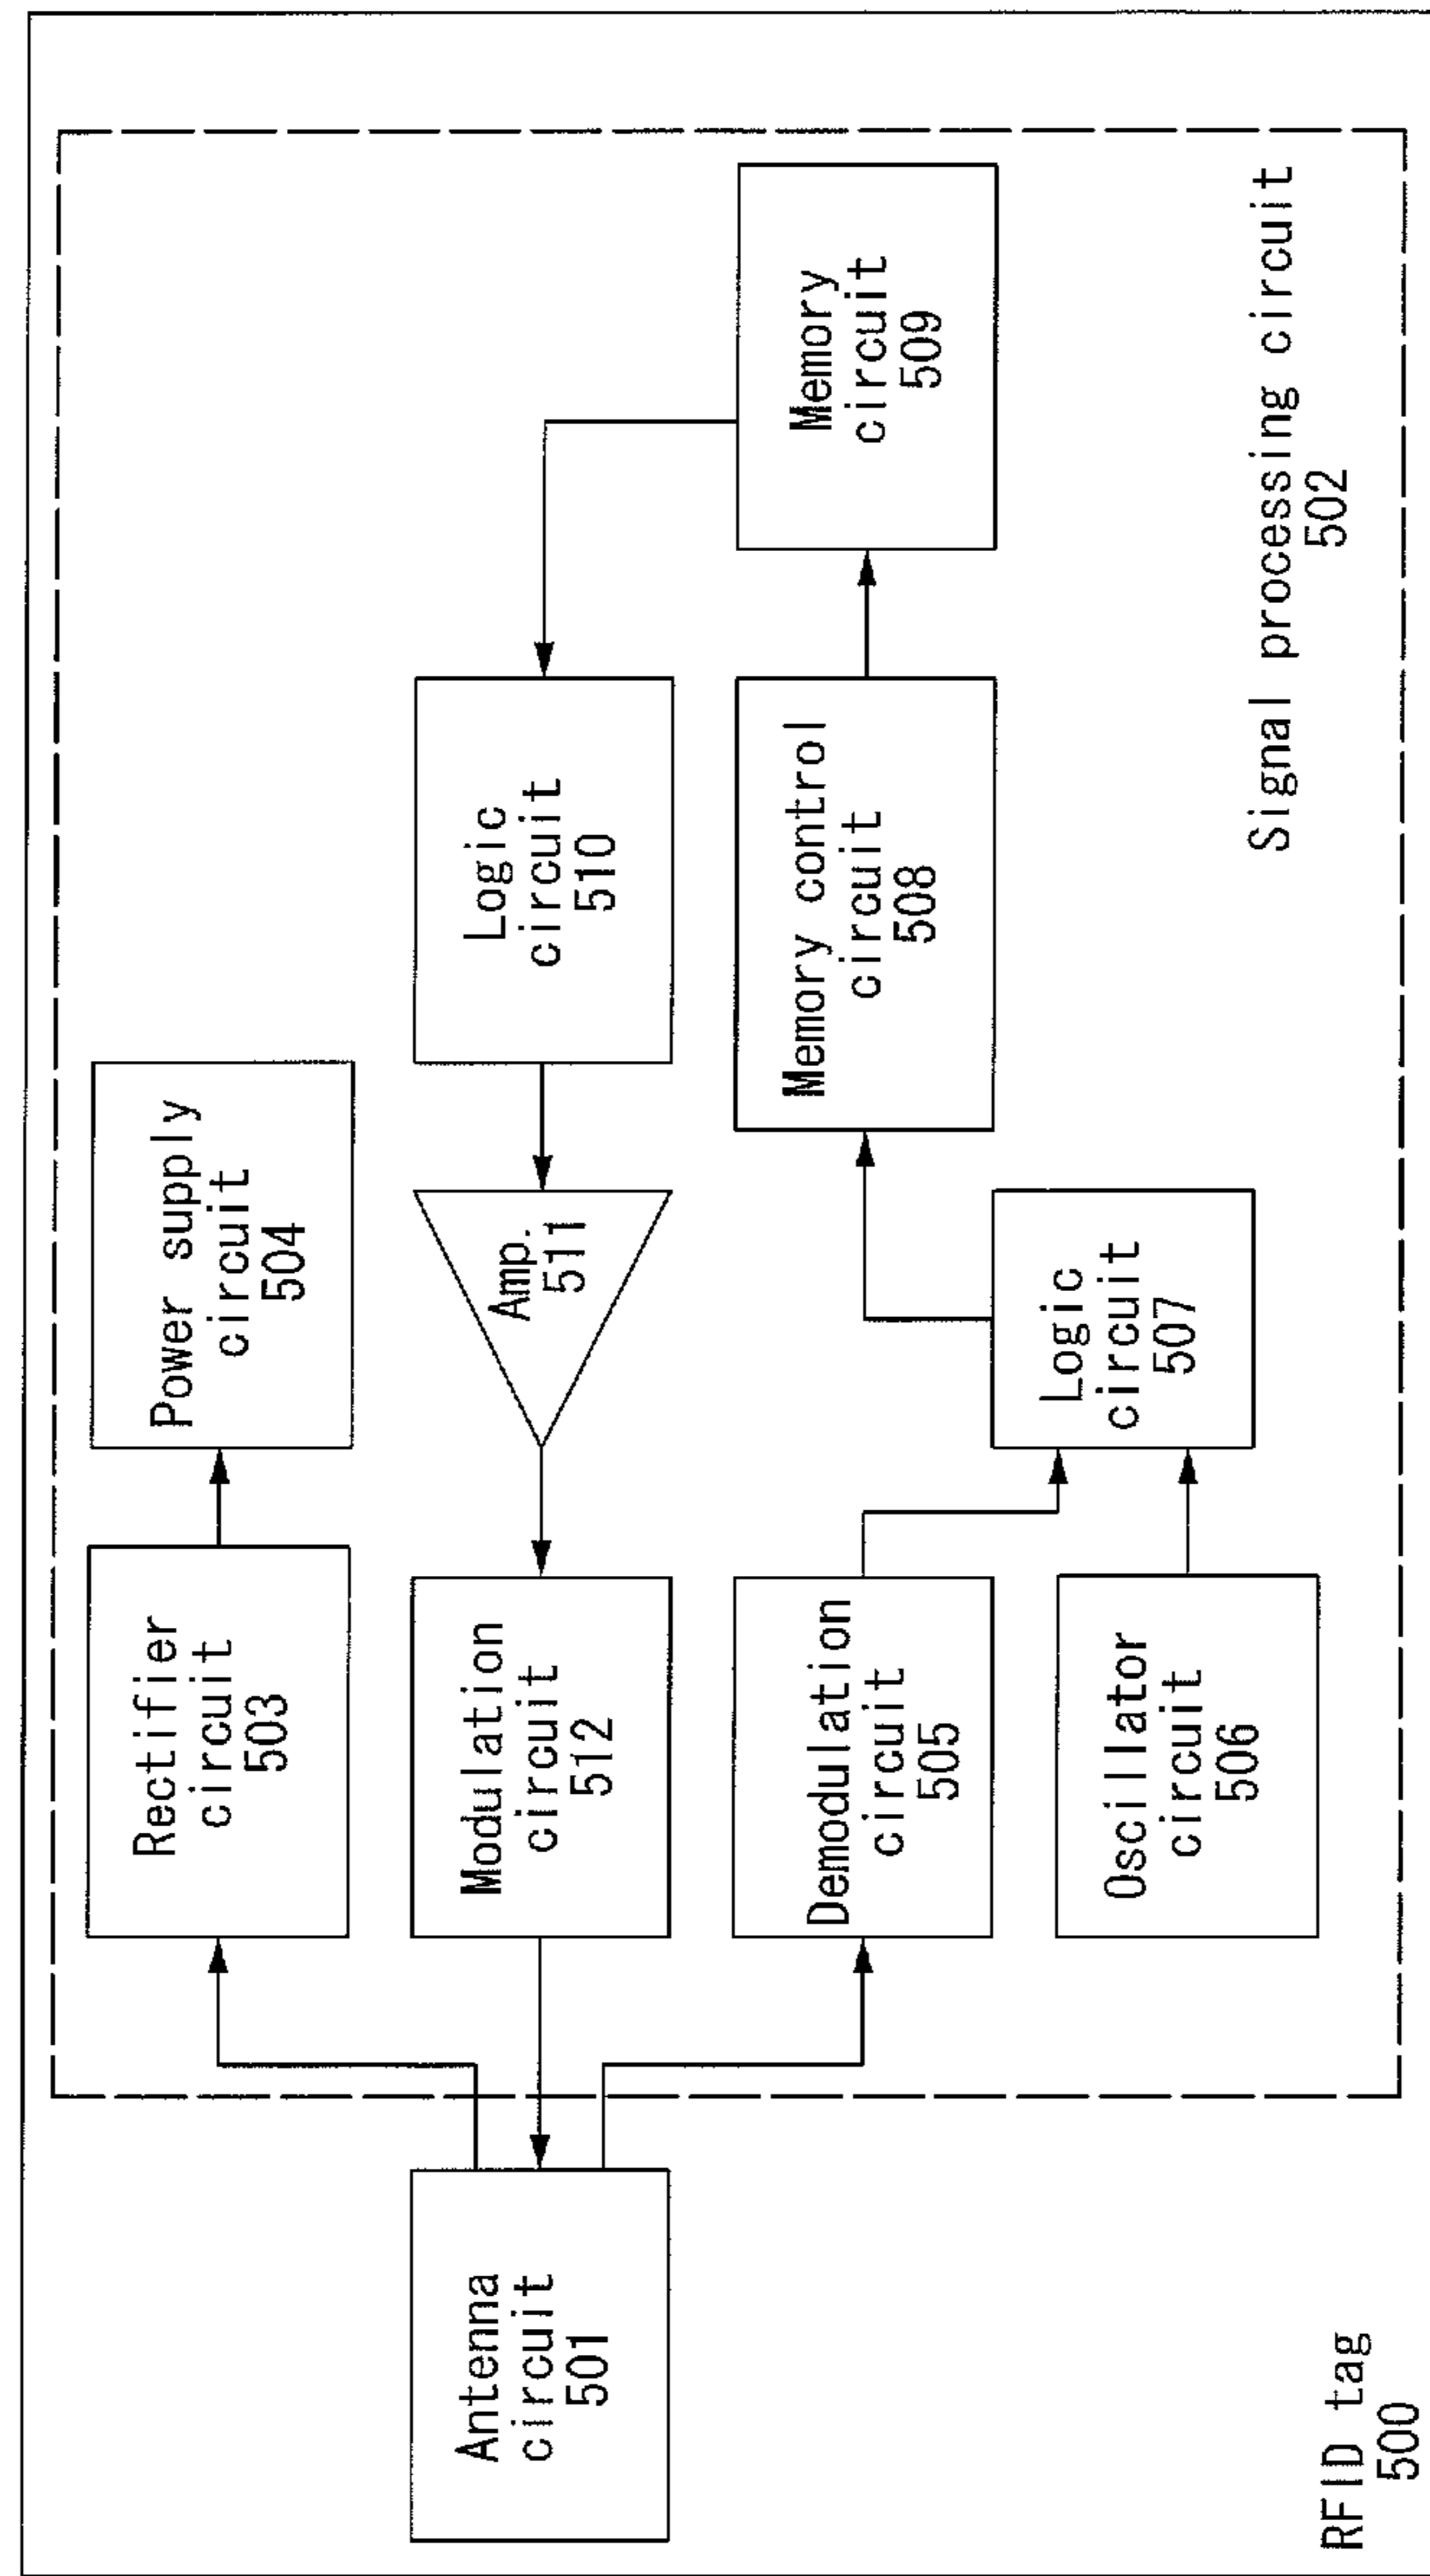 Rectifier
circuit
503
Power supply
circuit
504
Antenna
circuit
501
Modulation
circuit
512
Amp.
511
Logic
circuit
510
Demodulation
circuit
505
Memory control
circuit
508
Memory
circuit
509
Oscillator
circuit
506
Logic
circuit
507
Signal processing circuit
502
RFID tag
500